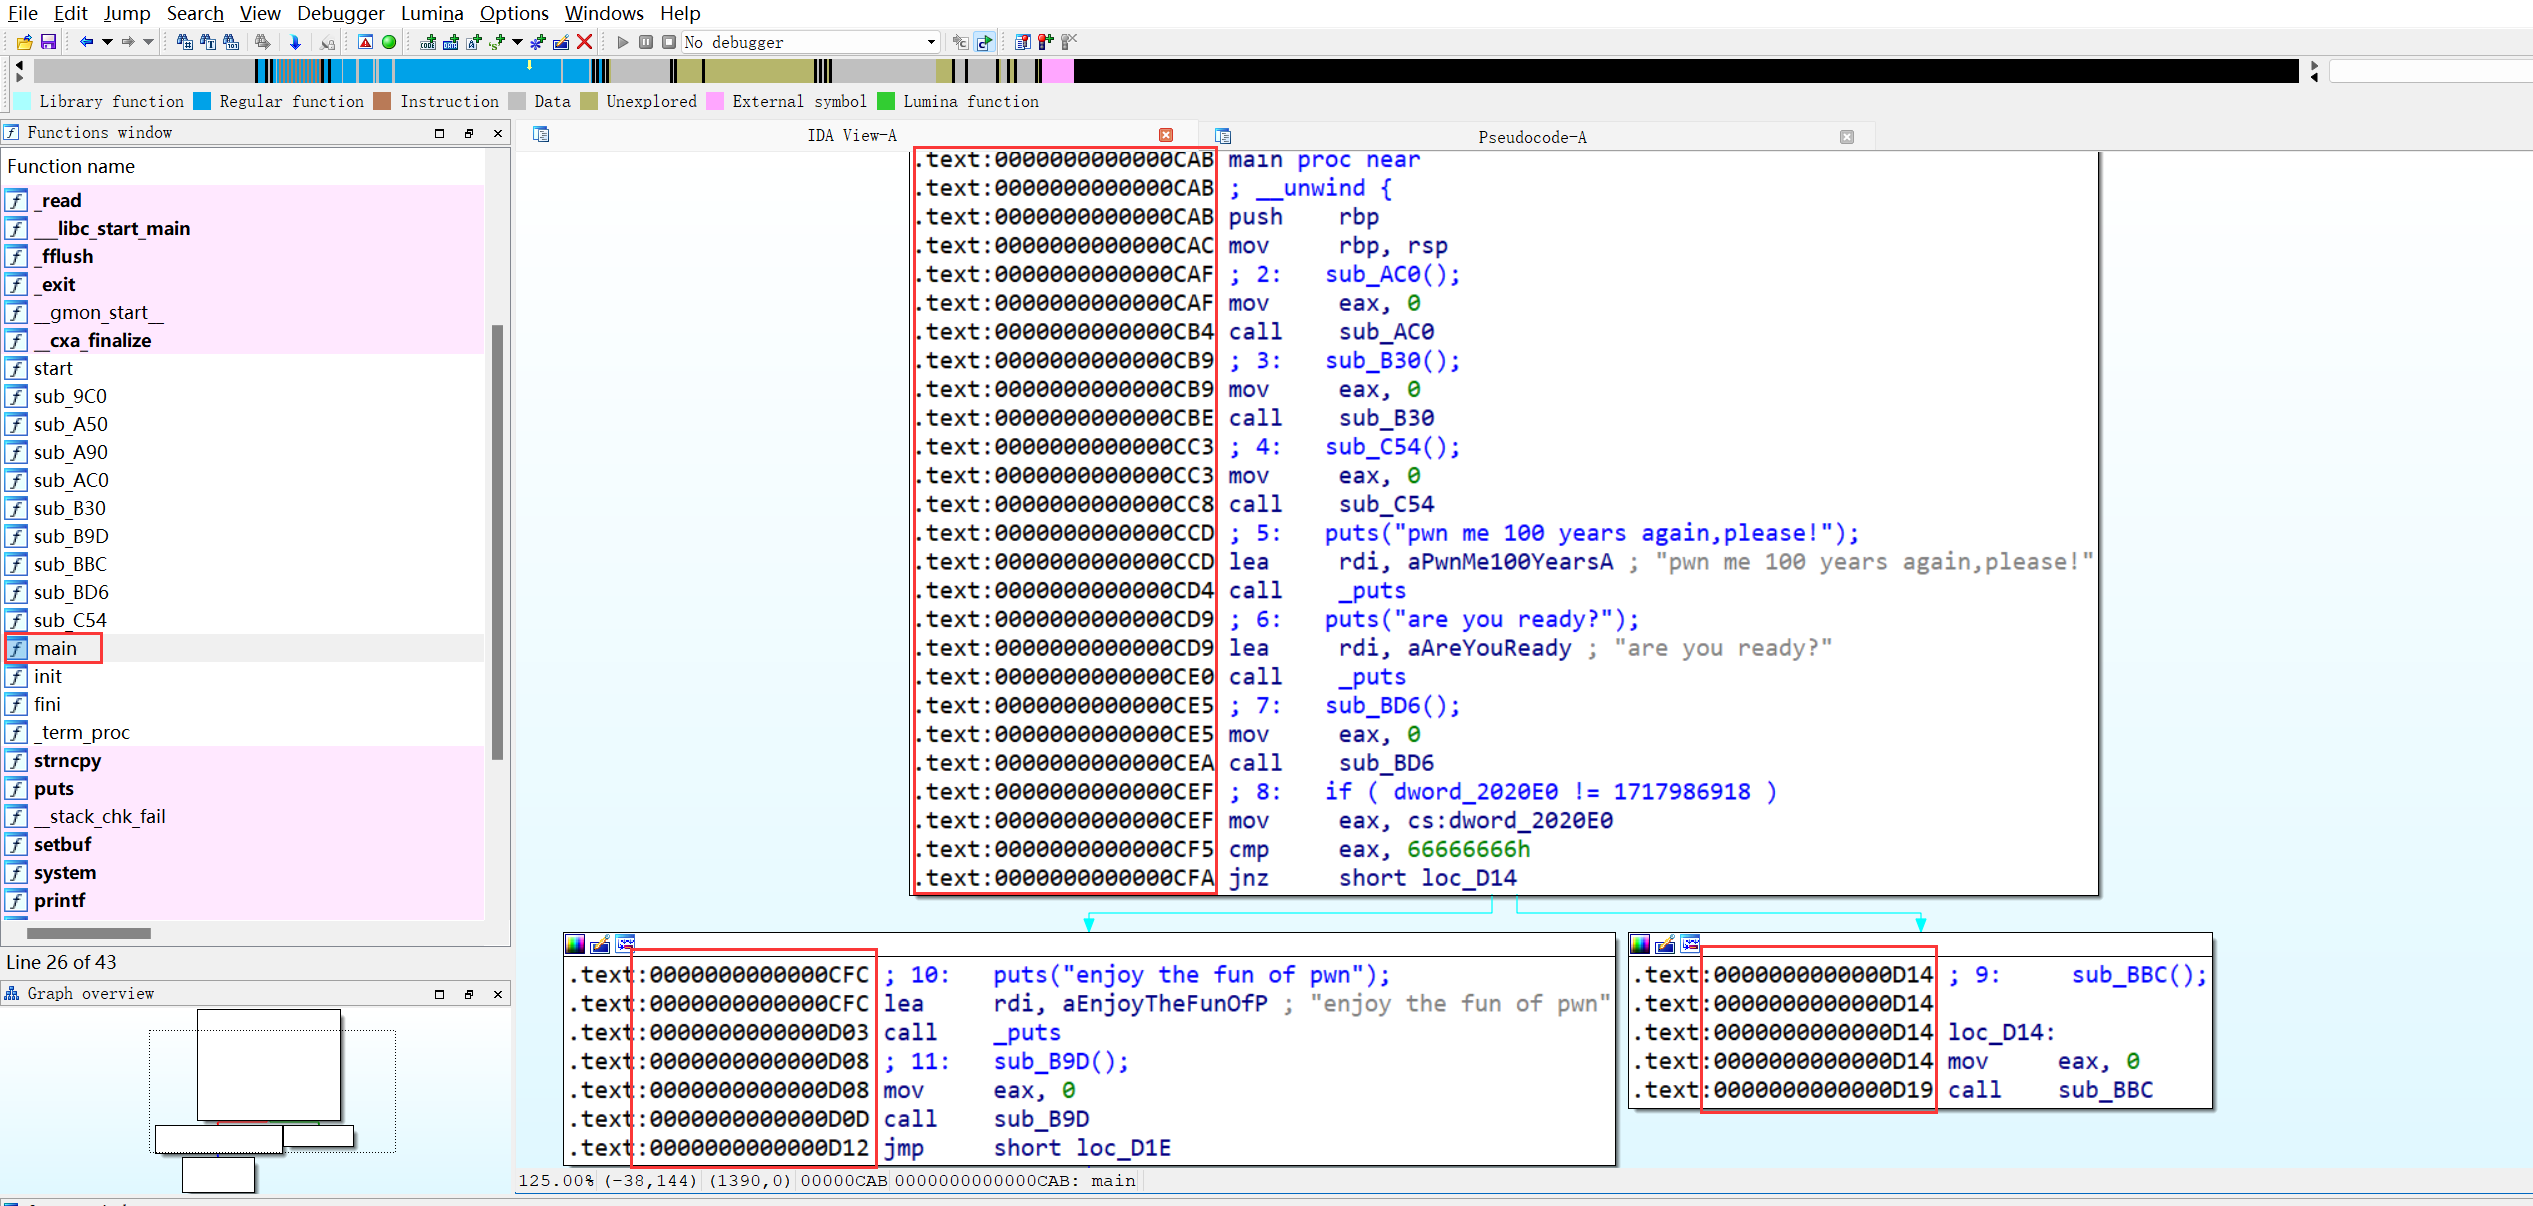 File Edit Jump Search View Debugger Lumina Options Windows Help
No debugger
Library function Regular function Instruction Data Unexplored External symbol Lumina function
Functions window
Function name
_read
__libc_start_main
_fflush
_exit
__gmon_start__
__cxa_finalize
start
sub_9C0
sub_A50
sub_A90
sub_AC0
sub_B30
sub_B9D
sub_BBC
sub_BD6
sub_C54
main
init
fini
_term_proc
strncpy
puts
__stack_chk_fail
setbuf
system
printf
Line 26 of 43
Graph overview
IDA View-A
Pseudocode-A
.text:0000000000000CAB main proc near
.text:0000000000000CAB ; __unwind {
.text:0000000000000CAB push rbp
.text:0000000000000CAC mov rbp, rsp
.text:0000000000000CAF ; 2: sub_AC0();
.text:0000000000000CAF mov eax, 0
.text:0000000000000CB4 call sub_AC0
.text:0000000000000CB9 ; 3: sub_B30();
.text:0000000000000CB9 mov eax, 0
.text:0000000000000CBE call sub_B30
.text:0000000000000CC3 ; 4: sub_C54();
.text:0000000000000CC3 mov eax, 0
.text:0000000000000CC8 call sub_C54
.text:0000000000000CCD ; 5: puts("pwn me 100 years again,please!");
.text:0000000000000CCD lea rdi, aPwnMe100YearsA ; "pwn me 100 years again,please!"
.text:0000000000000CD4 call _puts
.text:0000000000000CD9 ; 6: puts("are you ready?");
.text:0000000000000CD9 lea rdi, aAreYouReady ; "are you ready?"
.text:0000000000000CE0 call _puts
.text:0000000000000CE5 ; 7: sub_BD6();
.text:0000000000000CE5 mov eax, 0
.text:0000000000000CEA call sub_BD6
.text:0000000000000CEF ; 8: if ( dword_2020E0 != 1717986918 )
.text:0000000000000CEF mov eax, cs:dword_2020E0
.text:0000000000000CF5 cmp eax, 66666666h
.text:0000000000000CFA jnz short loc_D14
.text:0000000000000CFC ; 10: puts("enjoy the fun of pwn");
.text:0000000000000CFC lea rdi, aEnjoyTheFunOfP ; "enjoy the fun of pwn"
.text:0000000000000D03 call _puts
.text:0000000000000D08 ; 11: sub_B9D();
.text:0000000000000D08 mov eax, 0
.text:0000000000000D0D call sub_B9D
.text:0000000000000D12 jmp short loc_D1E
.text:0000000000000D14 ; 9: sub_BBC();
.text:0000000000000D14
.text:0000000000000D14 loc_D14:
.text:0000000000000D14 mov eax, 0
.text:0000000000000D19 call sub_BBC
125.00% (-38,144) (1390,0) 00000CAB 0000000000000CAB: main